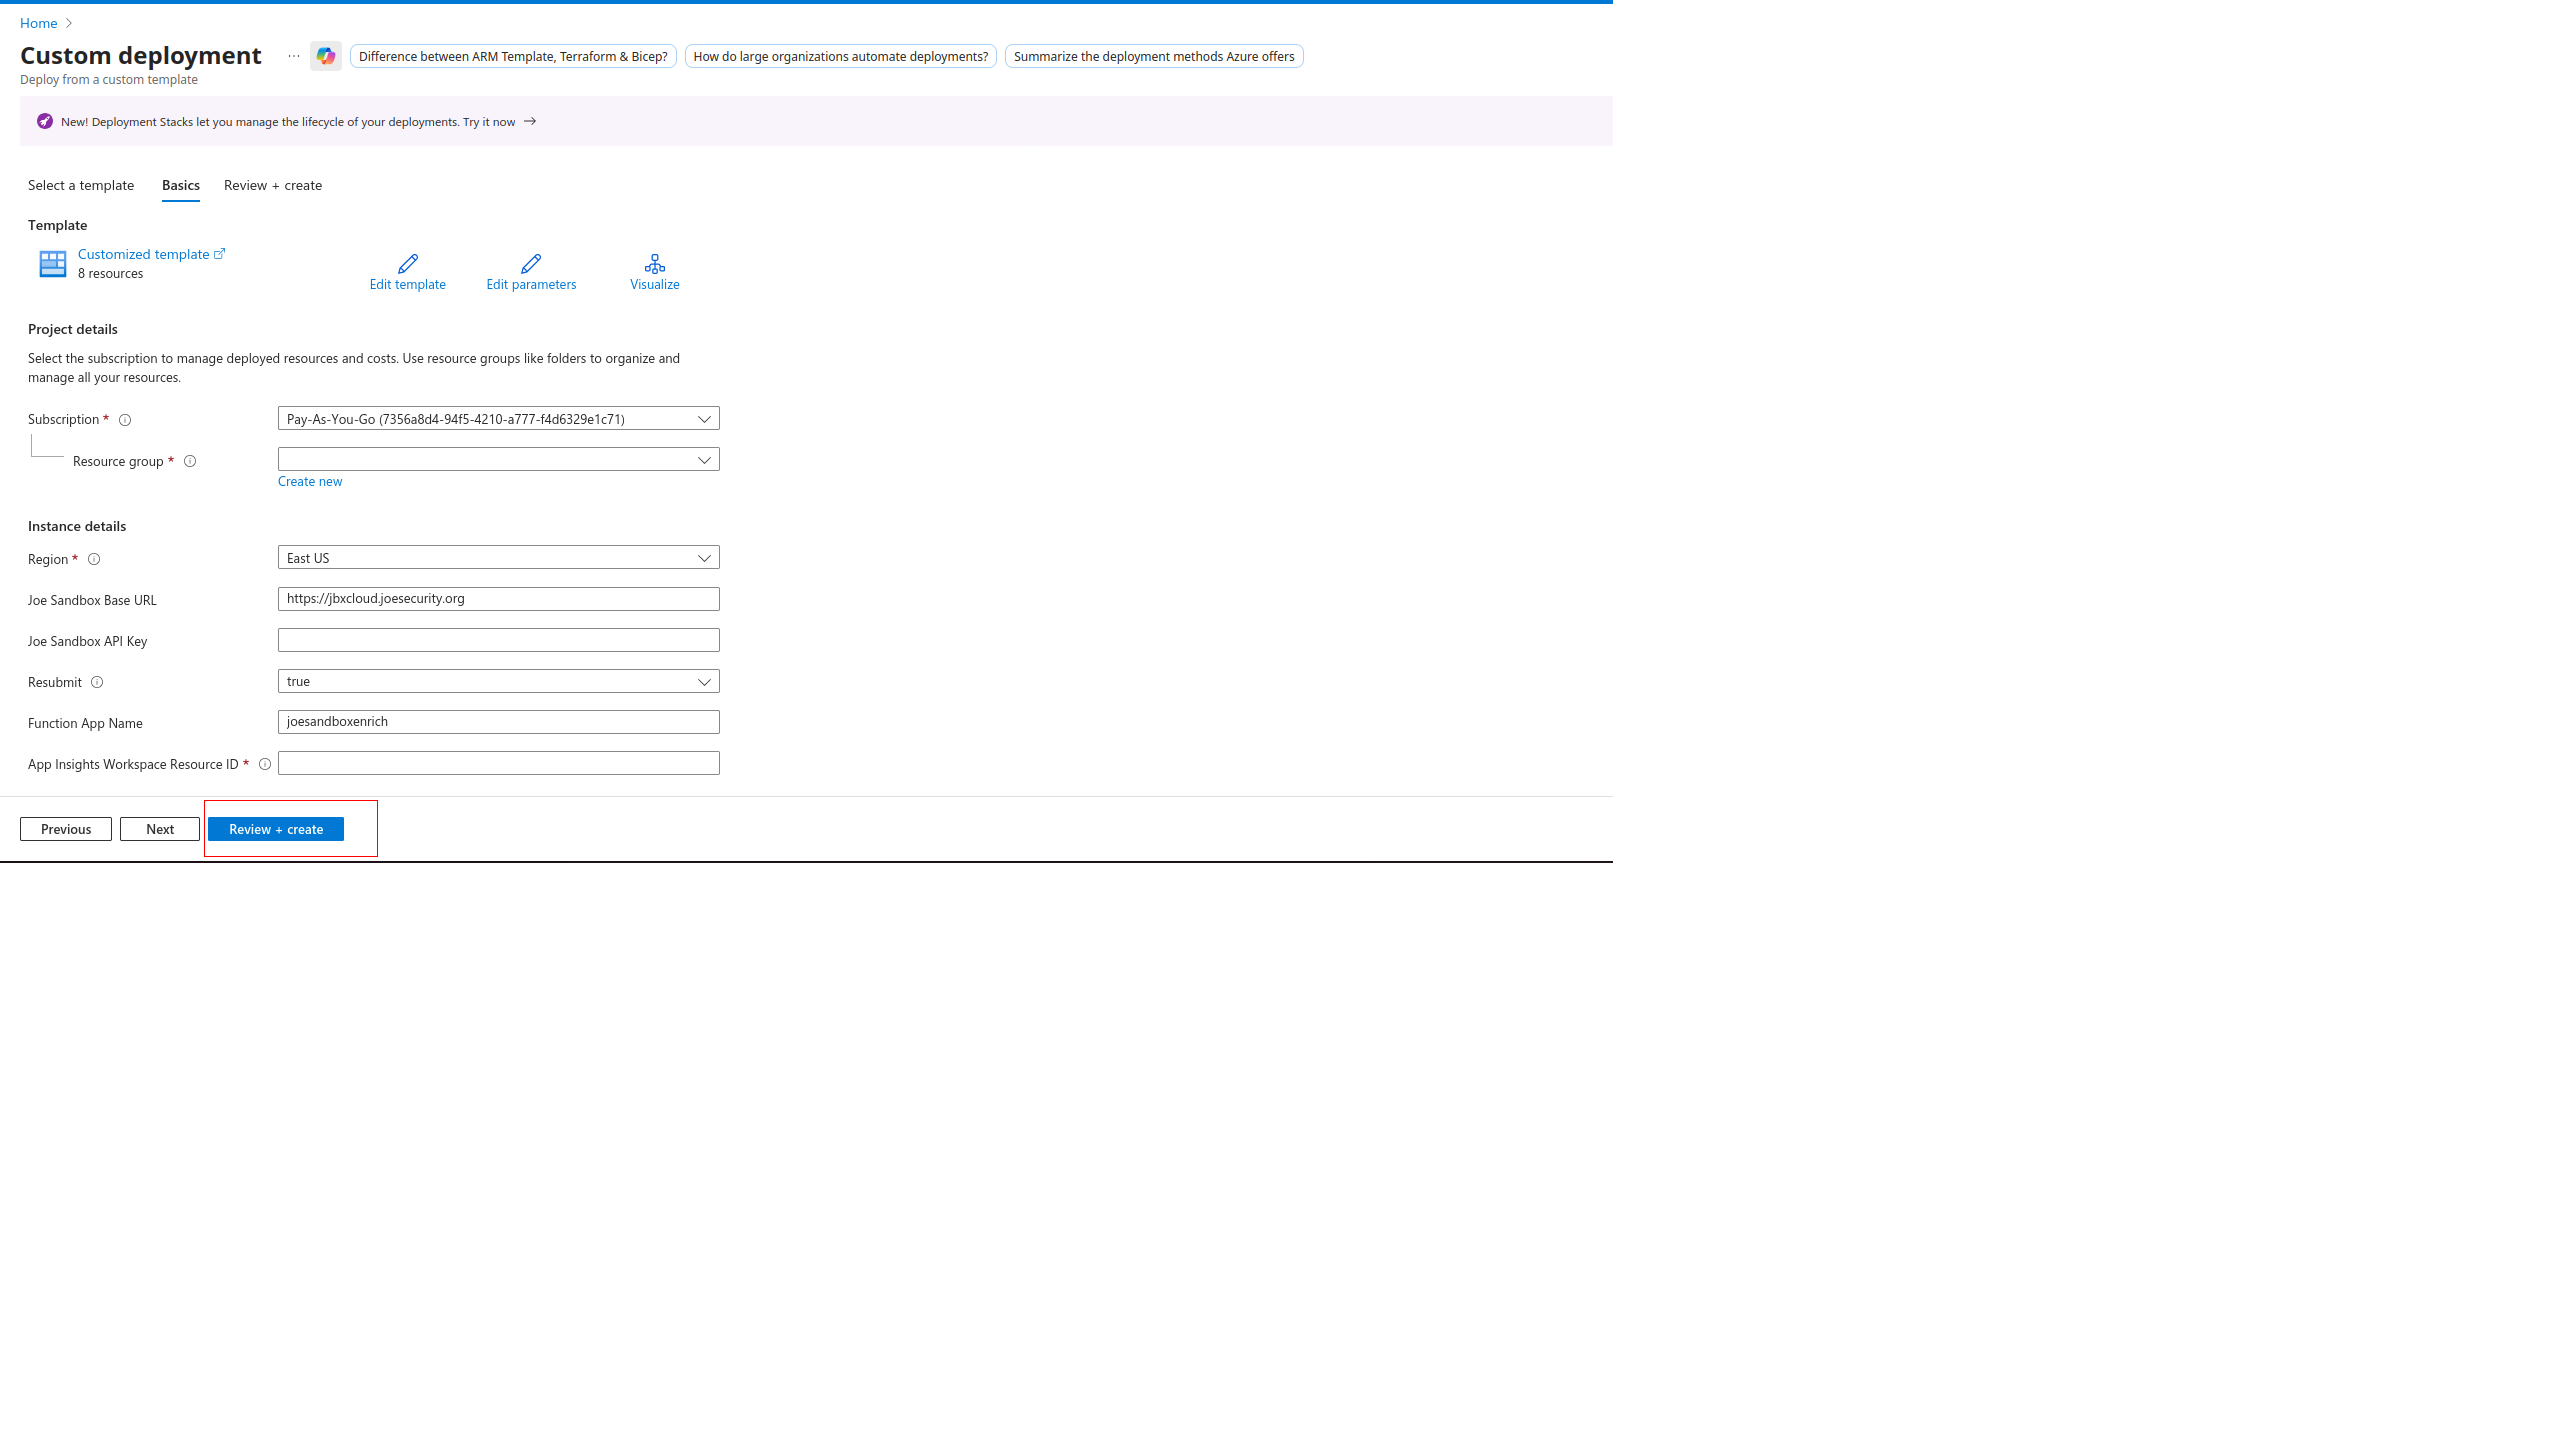 Home
Custom deployment
Difference between ARM Template, Terraform & Bicep?
How do large organizations automate deployments?
Summarize the deployment methods Azure offers
Deploy from a custom template
New! Deployment Stacks let you manage the lifecycle of your deployments. Try it now →
Select a template
Basics
Review + create
Template
Customized template
8 resources
Edit template
Edit parameters
Visualize
Project details
Select the subscription to manage deployed resources and costs. Use resource groups like folders to organize and
manage all your resources.
Subscription *
Pay-As-You-Go (7356a8d4-94f5-4210-a777-f4d6329e1c71)
Resource group *
Create new
Instance details
Region *
East US
Joe Sandbox Base URL
https://jbxcloud.joesecurity.org
Joe Sandbox API Key
Resubmit
true
Function App Name
joesandboxenrich
App Insights Workspace Resource ID *
Previous
Next
Review + create